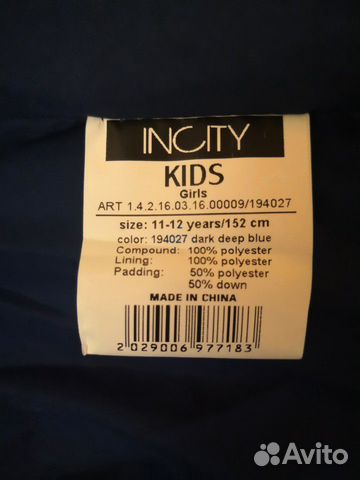 INCITY
KIDS
Girls
ART 1.4.2.16.03.16.00009/194027
size: 11-12 years/152 cm
color: 194027 dark deep blue
Compound: 100% polyester
Lining: 100% polyester
Padding: 50% polyester
50% down
MADE IN CHINA
2 029006 977183
Avito